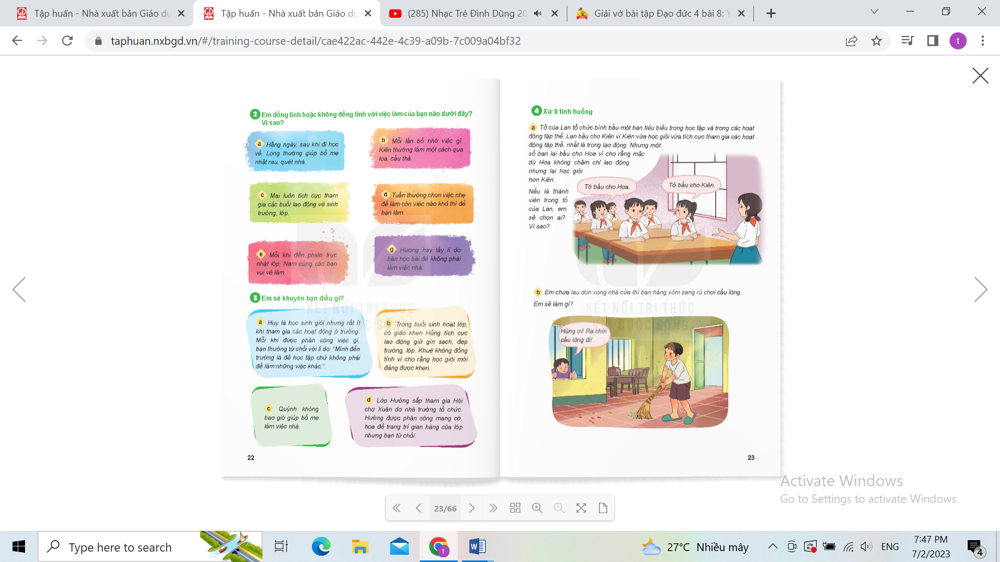 Tập huấn - Nhà xuất bản Giáo dụ
Tập huấn - Nhà xuất bản Giáo dụ
(285) Nhạc Trẻ Đình Dũng 20
Giải vở bài tập Đạo đức 4 bài 8: Y
taphuan.nxbgd.vn/#/training-course-detail/cae422ac-442e-4c39-a09b-7c009a04bf32
t
2 Em đồng tình hoặc không đồng tình với việc làm của bạn nào dưới đây?
Vì sao?
a Hằng ngày, sau khi đi học
về, Long thường giúp bố mẹ
nhặt rau, quét nhà.
b Mỗi lần bố nhờ việc gì,
Kiên thường làm một cách qua
loa, cẩu thả.
c Mai luôn tích cực tham
gia các buổi lao động vệ sinh
trường, lớp.
d Tuấn thường chọn việc nhẹ
để làm còn việc nào khó thì để
bạn làm.
e Mỗi khi đến phiên trực
nhật lớp, Nam cùng các bạn
vui vẻ làm.
g Hương hay lấy lí do
bận học bài để không phải
làm việc nhà.
3 Em sẽ khuyên bạn điều gì?
a Huy là học sinh giỏi nhưng rất ít
khi tham gia các hoạt động ở trường.
Mỗi khi được phân công việc gì,
bạn thường từ chối với lí do: "Mình đến
trường là để học tập chứ không phải
để làm những việc khác.".
b Trong buổi sinh hoạt lớp,
cô giáo khen Hùng tích cực
lao động giữ gìn sạch, đẹp
trường, lớp. Khuê không đồng
tình vì cho rằng học giỏi mới
đáng được khen.
c Quỳnh không
bao giờ giúp bố mẹ
làm việc nhà.
d Lớp Hường sắp tham gia Hội
chợ Xuân do nhà trường tổ chức.
Hường được phân công mang cờ,
hoa để trang trí gian hàng của lớp
nhưng bạn từ chối.
KẾT NỐI TRI THỨC
VỚI CUỘC SỐNG
22
4 Xử lí tình huống
a Tổ của Lan tổ chức bình bầu một bạn tiêu biểu trong học tập và trong các hoạt
động tập thể. Lan bầu cho Kiên vì Kiên vừa học giỏi vừa tích cực tham gia các hoạt
động tập thể, nhất là trong lao động. Nhưng một
số bạn lại bầu cho Hoa vì cho rằng mặc
dù Hoa không chăm chỉ lao động
nhưng lại học giỏi
hơn Kiên.
Nếu là thành
viên trong tổ
của Lan, em
sẽ chọn ai?
Vì sao?
Tớ bầu cho Hoa.
Tớ bầu cho Kiên.
b Em chưa lau dọn xong nhà cửa thì bạn hàng xóm sang rủ chơi cầu lông.
Em sẽ làm gì?
KẾT NỐI TRI THỨC
VỚI CUỘC SỐNG
Hùng ơi! Ra chơi
cầu lông đi!
23
Activate Windows
Go to Settings to activate Windows.
23/66
Type here to search
27°C Nhiều mây
ENG
7:47 PM
7/2/2023
4